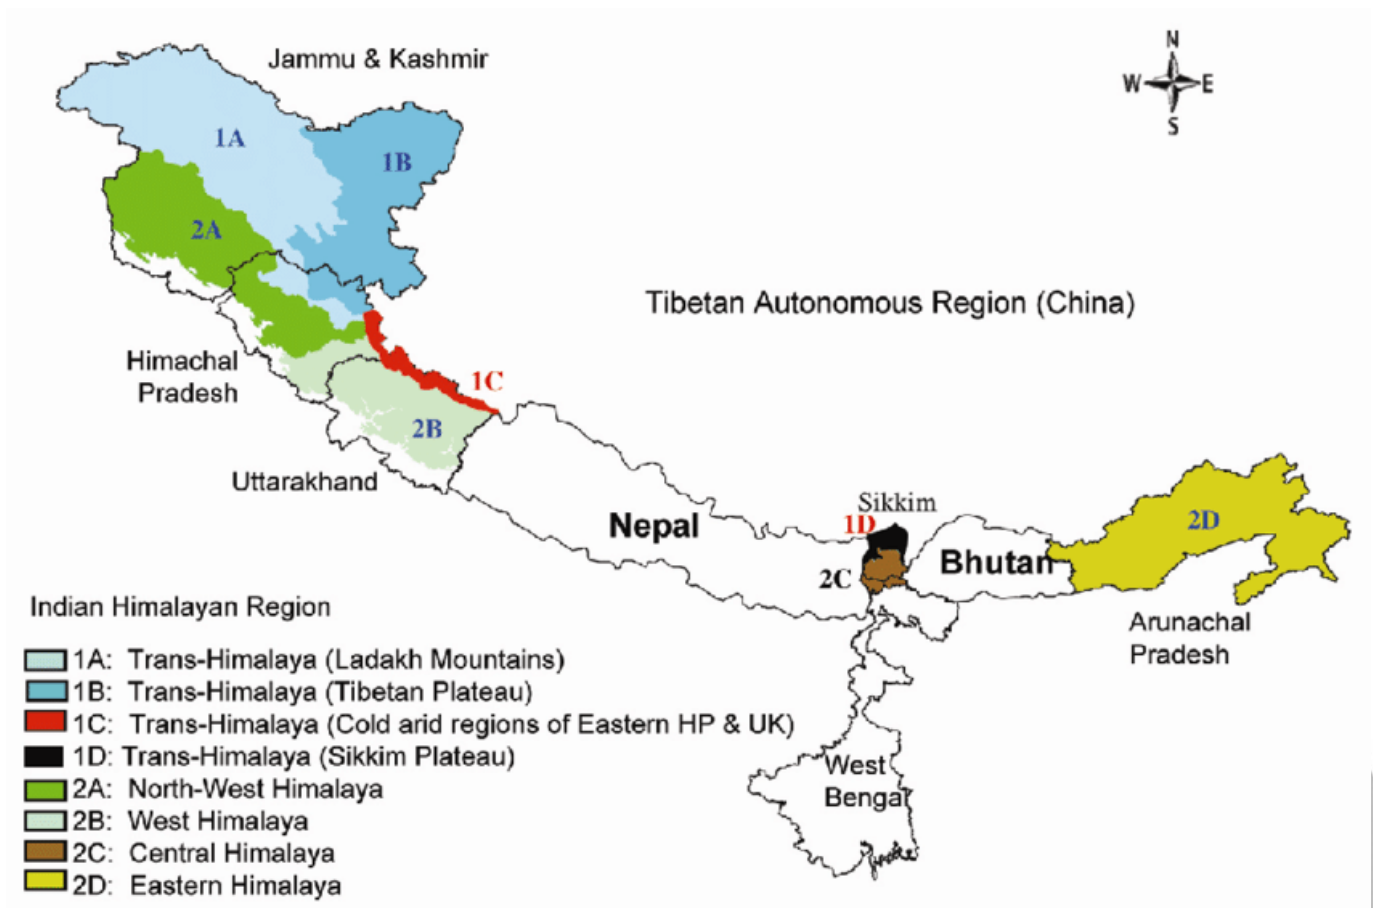 Jammu & Kashmir
N
W E
S
1A
1B
2A
Tibetan Autonomous Region (China)
Himachal
Pradesh
1C
2B
Uttarakhand
Sikkim
1D
Nepal
2D
Bhutan
2C
Arunachal
Pradesh
West
Bengal
Indian Himalayan Region
1A: Trans-Himalaya (Ladakh Mountains)
1B: Trans-Himalaya (Tibetan Plateau)
1C: Trans-Himalaya (Cold arid regions of Eastern HP & UK)
1D: Trans-Himalaya (Sikkim Plateau)
2A: North-West Himalaya
2B: West Himalaya
2C: Central Himalaya
2D: Eastern Himalaya